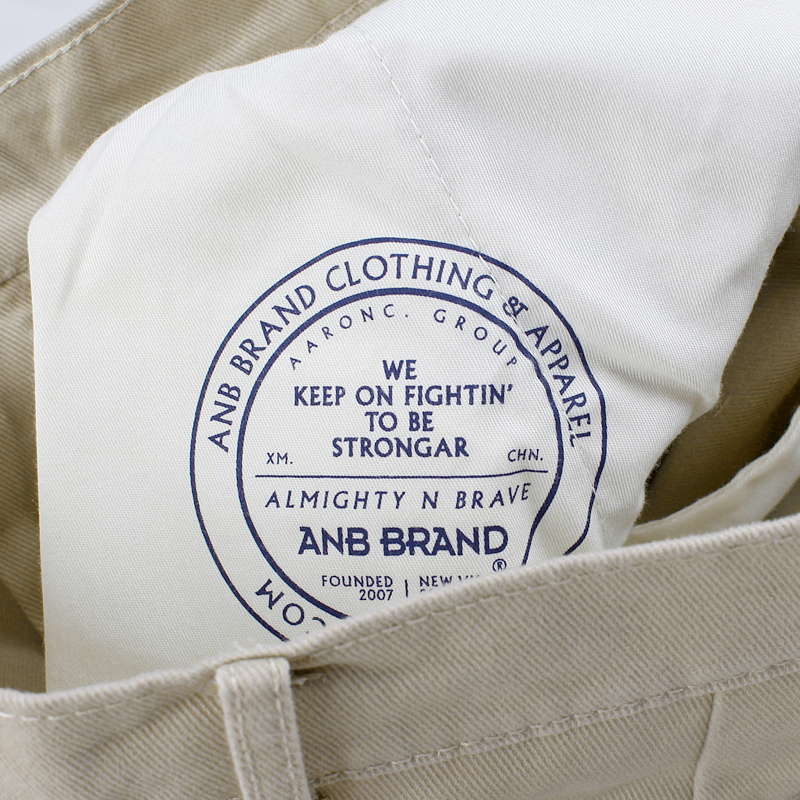 ANB BRAND CLOTHING & APPAREL
AARONC. GROUP
WE
KEEP ON FIGHTIN'
TO BE
STRONGAR
XM. CHN.
ALMIGHTY N BRAVE
ANB BRAND®
FOUNDED NEW
2007
COM